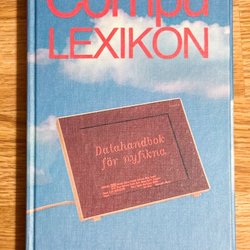 Compu
LEXIKON
Datahandbok
för nyfikna